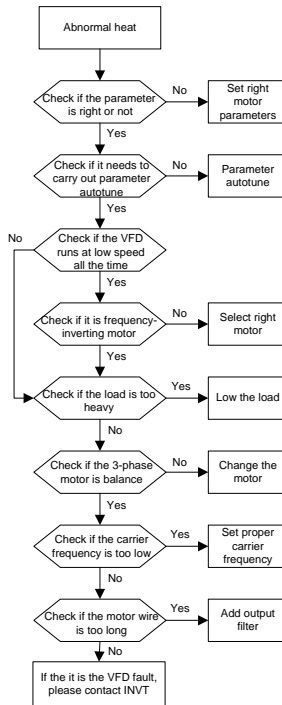 Abnormal heat
Check if the parameter
is right or not
No
Set right
motor
parameters
Yes
Check if it needs to
carry out parameter
autotune
No
Parameter
autotune
Yes
No
Check if the VFD
runs at low speed
all the time
Yes
Check if it is frequency-
inverting motor
No
Select right
motor
Yes
Check if the load is too
heavy
Yes
Low the load
No
Check if the 3-phase
motor is balance
No
Change the
motor
Yes
Check if the carrier
frequency is too low
Yes
Set proper
carrier
frequency
No
Check if the motor wire
is too long
Yes
Add output
filter
No
If the it is the VFD fault,
please contact INVT